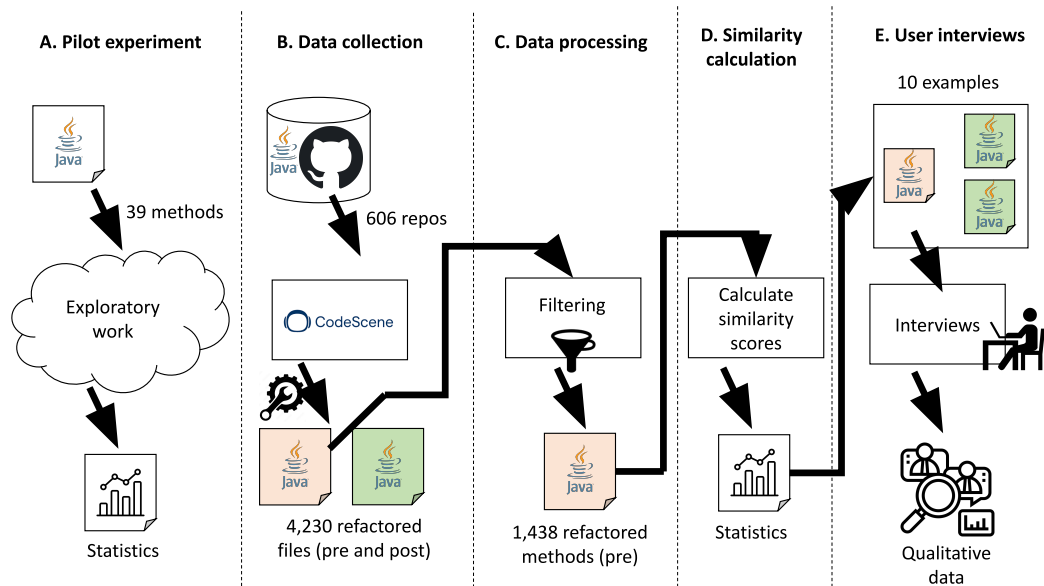 A. Pilot experiment
Java
39 methods
Exploratory
work
Statistics
B. Data collection
Java
606 repos
CodeScene
Java
Java
4,230 refactored
files (pre and post)
C. Data processing
Filtering
Java
1,438 refactored
methods (pre)
D. Similarity
calculation
Calculate
similarity
scores
Statistics
E. User interviews
10 examples
Java
Java
Java
Interviews
Qualitative
data